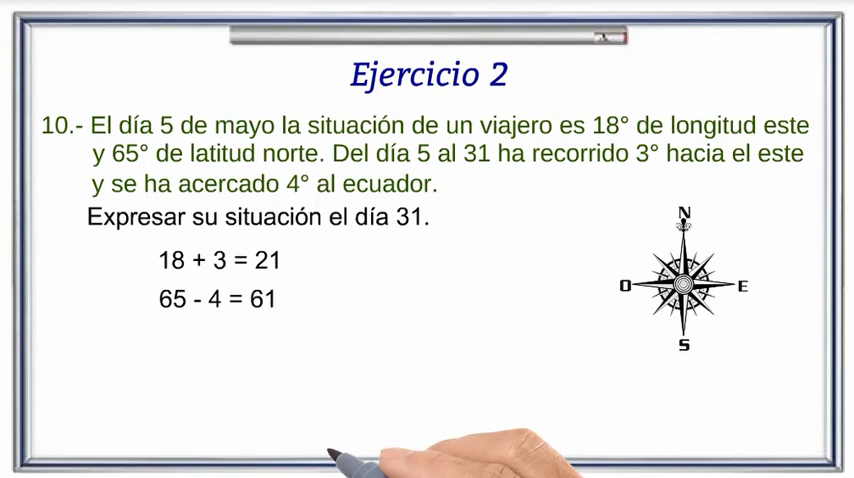 Ejercicio 2
10.- El día 5 de mayo la situación de un viajero es 18° de longitud este
y 65° de latitud norte. Del día 5 al 31 ha recorrido 3° hacia el este
y se ha acercado 4° al ecuador.
Expresar su situación el día 31.
18 + 3 = 21
65 - 4 = 61
N
O E
S